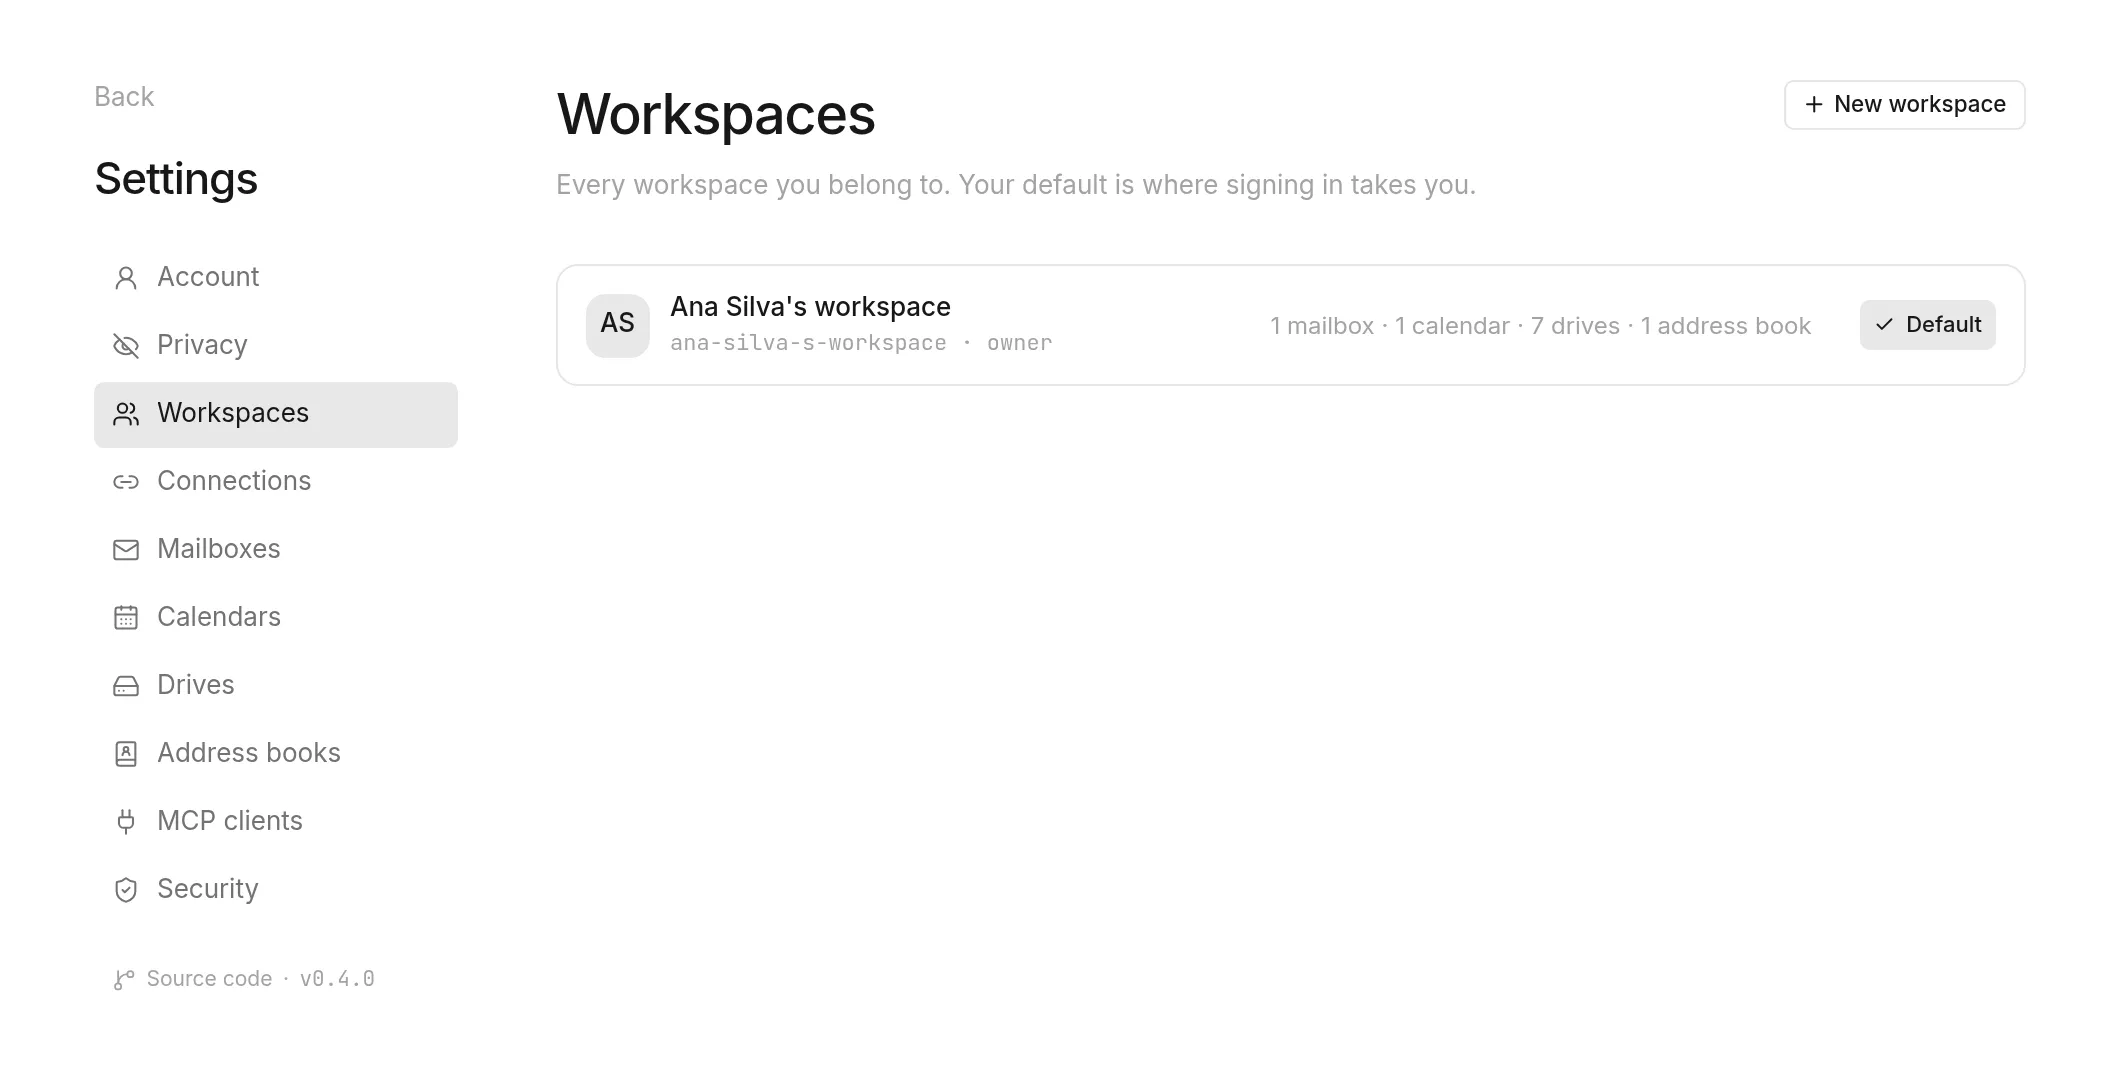 Back
Settings
Account
Privacy
Workspaces
Connections
Mailboxes
Calendars
Drives
Address books
MCP clients
Security
Source code · v0.4.0
Workspaces
+ New workspace
Every workspace you belong to. Your default is where signing in takes you.
AS
Ana Silva's workspace
ana-silva-s-workspace · owner
1 mailbox · 1 calendar · 7 drives · 1 address book
Default